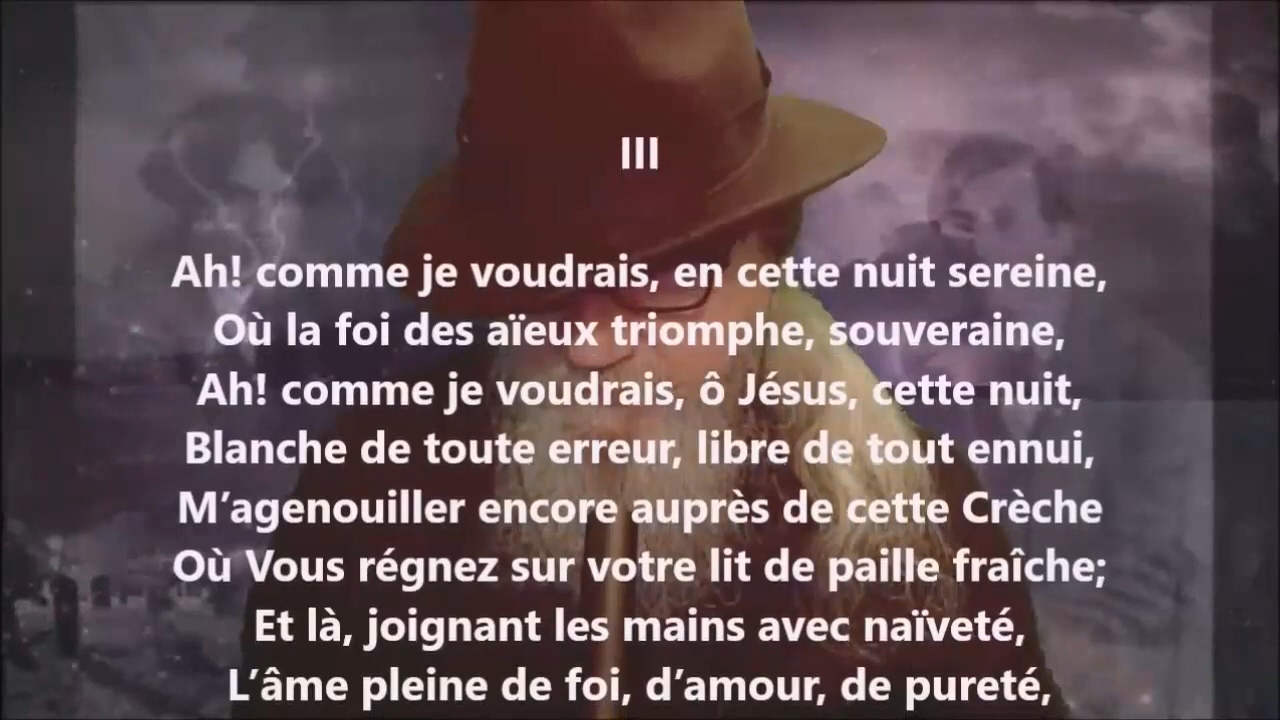 III
Ah! comme je voudrais, en cette nuit sereine,
Où la foi des aïeux triomphe, souveraine,
Ah! comme je voudrais, ô Jésus, cette nuit,
Blanche de toute erreur, libre de tout ennui,
M’agenouiller encore auprès de cette Crèche
Où Vous régnez sur votre lit de paille fraîche;
Et là, joignant les mains avec naïveté,
L’âme pleine de foi, d’amour, de pureté,